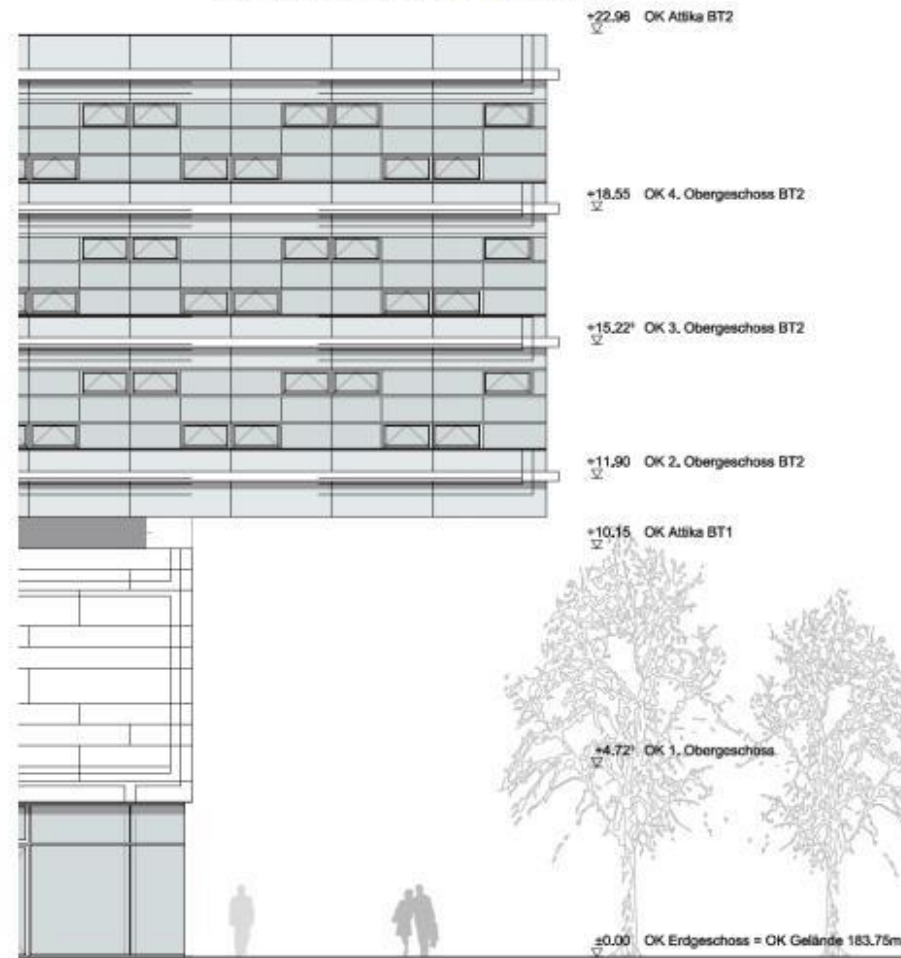 +22.96 OK Attika BT2
+18.55 OK 4. Obergeschoss BT2
+15.22⁵ OK 3. Obergeschoss BT2
+11.90 OK 2. Obergeschoss BT2
+10.15 OK Attika BT1
+4.72⁵ OK 1. Obergeschoss
±0.00 OK Erdgeschoss = OK Gelände 183.75m